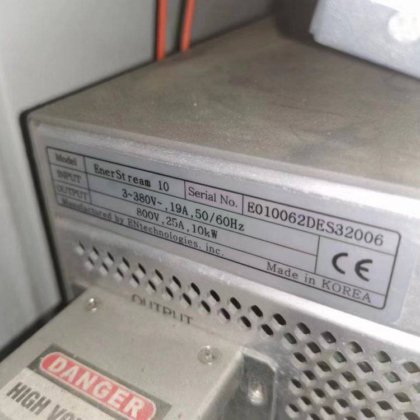 Model EnerStream 10 Serial No. E010062DES32006
INPUT 3~380V~,19A,50/60Hz
OUTPUT 800V,25A,10kW
Manufactured by ENtechnologies, inc. CE
Made in KOREA
OUTPUT
DANGER
HIGH